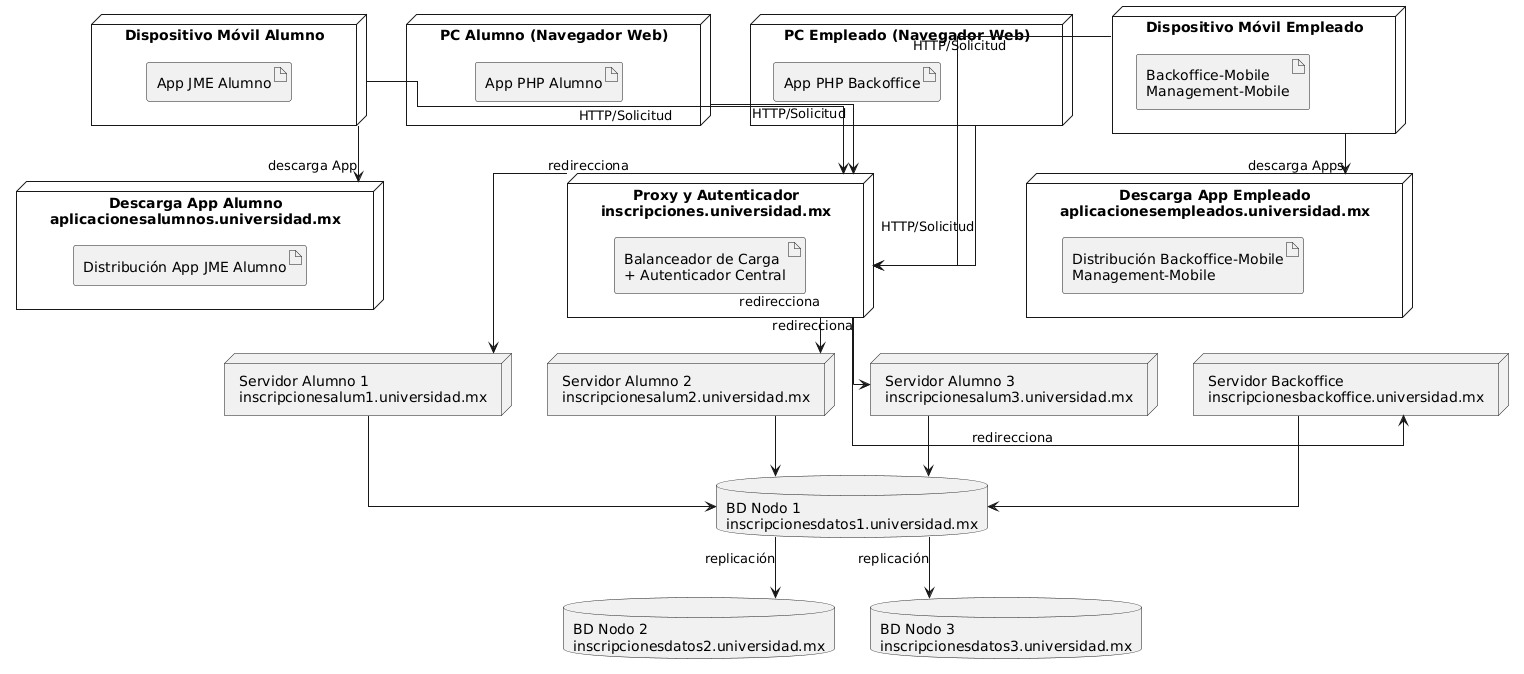 Dispositivo Móvil Alumno
App JME Alumno
PC Alumno (Navegador Web)
App PHP Alumno
PC Empleado (Navegador Web)
App PHP Backoffice
Dispositivo Móvil Empleado
Backoffice-Mobile
Management-Mobile
HTTP/Solicitud
HTTP/Solicitud
HTTP/Solicitud
descarga App
redirecciona
descarga Apps
Descarga App Alumno
aplicacionesalumnos.universidad.mx
Distribución App JME Alumno
Proxy y Autenticador
inscripciones.universidad.mx
Balanceador de Carga
+ Autenticador Central
HTTP/Solicitud
Descarga App Empleado
aplicacionesempleados.universidad.mx
Distribución Backoffice-Mobile
Management-Mobile
redirecciona
redirecciona
Servidor Alumno 1
inscripcionesalum1.universidad.mx
Servidor Alumno 2
inscripcionesalum2.universidad.mx
Servidor Alumno 3
inscripcionesalum3.universidad.mx
Servidor Backoffice
inscripcionesbackoffice.universidad.mx
redirecciona
BD Nodo 1
inscripcionesdatos1.universidad.mx
replicación
replicación
BD Nodo 2
inscripcionesdatos2.universidad.mx
BD Nodo 3
inscripcionesdatos3.universidad.mx